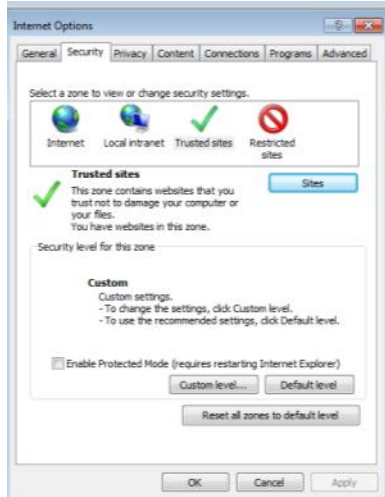 Internet Options
General Security Privacy Content Connections Programs Advanced
Select a zone to view or change security settings.
Internet Local intranet Trusted sites Restricted
sites
Trusted sites
Sites
This zone contains websites that you
trust not to damage your computer or
your files.
You have websites in this zone.
Security level for this zone
Custom
Custom settings.
- To change the settings, click Custom level.
- To use the recommended settings, click Default level.
Enable Protected Mode (requires restarting Internet Explorer)
Custom level... Default level
Reset all zones to default level
OK Cancel Apply